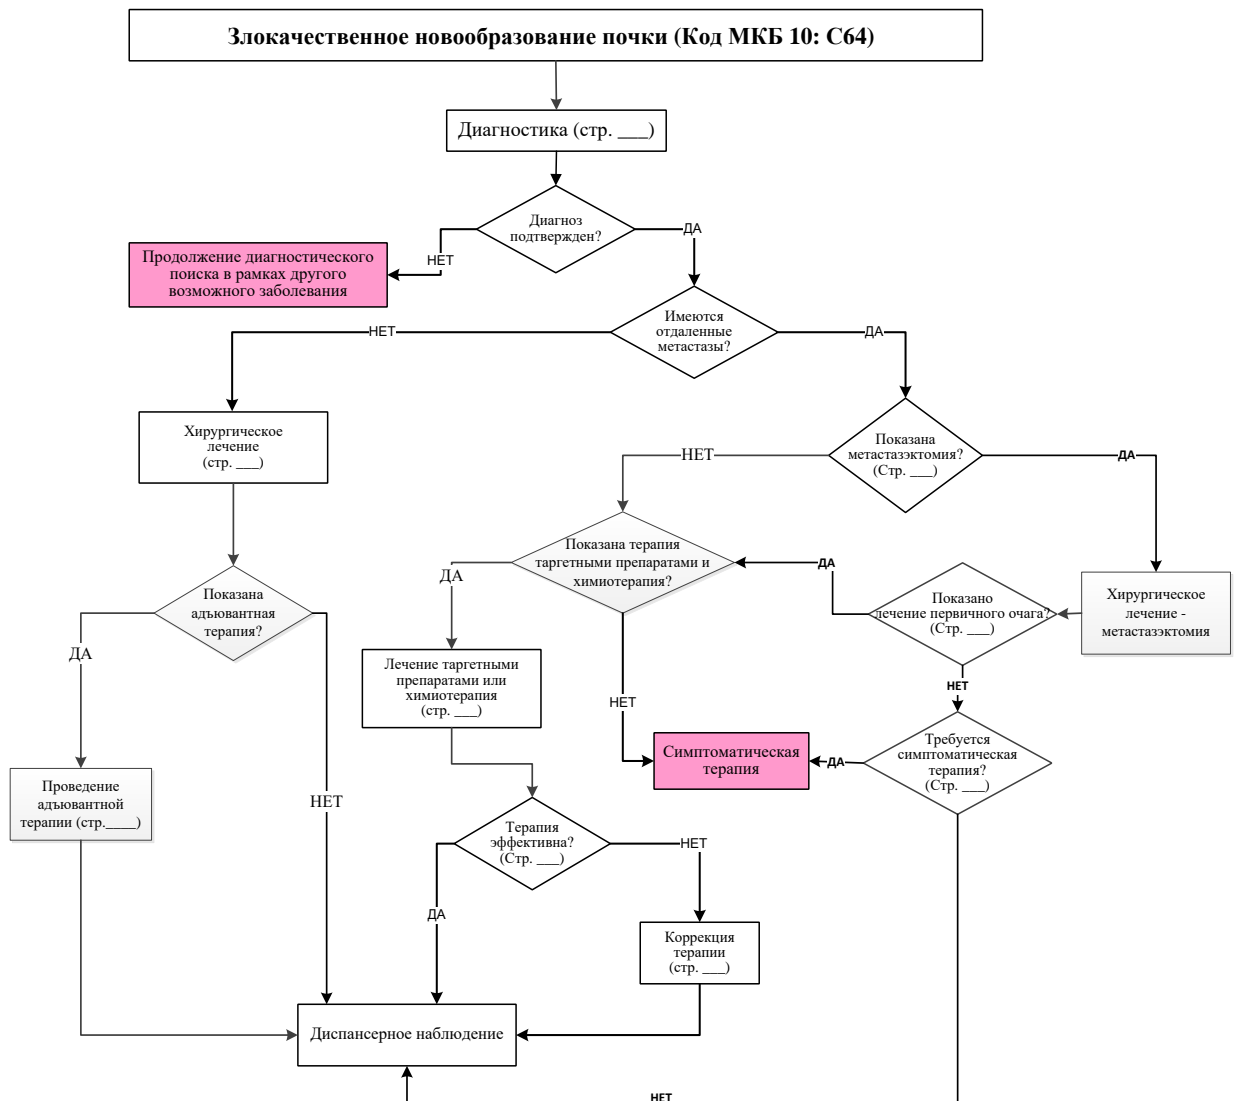 Злокачественное новообразование почки (Код МКБ 10: C64)
Диагностика (стр. ___)
Диагноз
подтвержден?
ДА
НЕТ
Продолжение диагностического
поиска в рамках другого
возможного заболевания
Имеются
отдаленные
метастазы?
НЕТ
ДА
Хирургическое
лечение
(стр. ___)
Показана
метастазэктомия?
(Стр. ___)
НЕТ
ДА
Показана терапия
таргетными препаратами и
химиотерапия?
ДА
ДА
Показано
лечение первичного очага?
(Стр. ___)
Хирургическое
лечение -
метастазэктомия
Показана
адъювантная
терапия?
ДА
НЕТ
Лечение таргетными
препаратами или
химиотерапия
(стр. ___)
НЕТ
НЕТ
Симптоматическая
терапия
ДА
Требуется
симптоматическая
терапия?
(Стр. ___)
Проведение
адъювантной
терапии (стр.____)
Терапия
эффективна?
(Стр. ___)
НЕТ
ДА
Коррекция
терапии
(стр. ___)
Диспансерное наблюдение
НЕТ